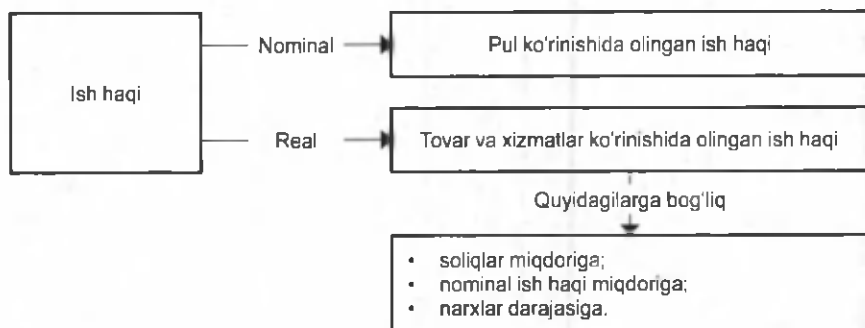 Ish haqi
Nominal
Pul ko'rinishida olingan ish haqi
Real
Tovar va xizmatlar ko'rinishida olingan ish haqi
Quyidagilarga bog'liq
• soliqlar miqdoriga;
• nominal ish haqi miqdoriga;
• narxlar darajasiga.